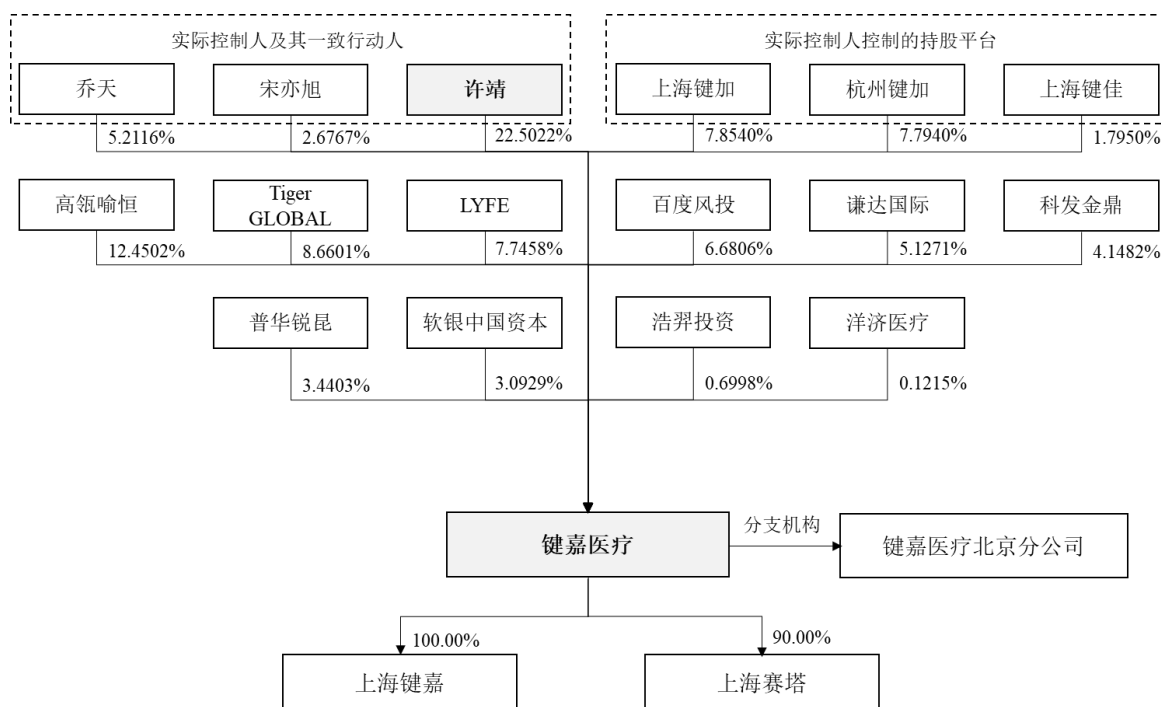 实际控制人及其一致行动人
实际控制人控制的持股平台
乔天
宋亦旭
许靖
上海键加
杭州键加
上海键佳
5.2116%
2.6767%
22.5022%
7.8540%
7.7940%
1.7950%
高瓴喻恒
Tiger
GLOBAL
LYFE
百度风投
谦达国际
科发金鼎
12.4502%
8.6601%
7.7458%
6.6806%
5.1271%
4.1482%
普华锐昆
软银中国资本
浩羿投资
洋济医疗
3.4403%
3.0929%
0.6998%
0.1215%
键嘉医疗
分支机构
键嘉医疗北京分公司
100.00%
90.00%
上海键嘉
上海赛塔